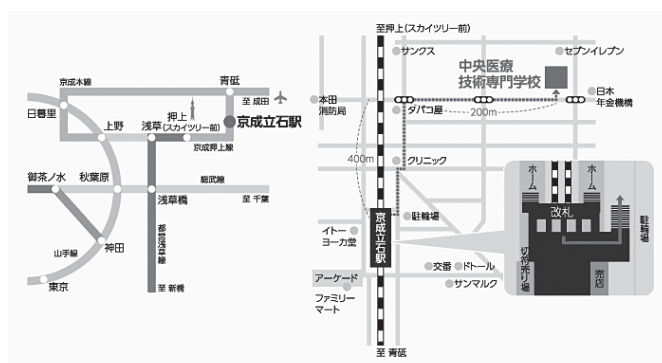 京成本線
青砥
至 成田
日暮里
上野
浅草
押上
(スカイツリー前)
京成立石駅
京成押上線
御茶ノ水
秋葉原
総武線
浅草橋
至 千葉
山手線
神田
都営浅草線
東京
至 新橋
至押上(スカイツリー前)
サンクス
セブンイレブン
中央医療
技術専門学校
本田
消防局
日本
年金機構
タバコ屋
200m
400m
クリニック
京成立石駅
駐輪場
イトー
ヨーカ堂
交番
ドトール
サンマルク
アーケード
ファミリー
マート
至 青砥
ホーム
ホーム
改札
駐輪場
切符売り場
売店